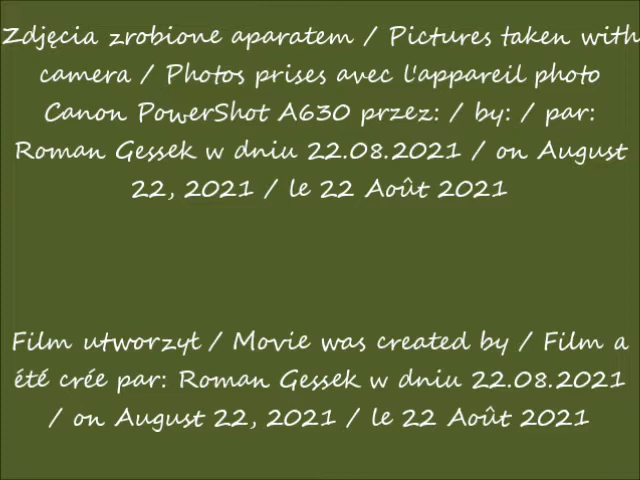 Zdjęcia zrobione aparatem / Pictures taken with
camera / Photos prises avec l'appareil photo
Canon PowerShot A630 przez: / by: / par:
Roman Gessek w dniu 22.08.2021 / on August
22, 2021 / le 22 Août 2021
Film utworzył / Movie was created by / Film a
été crée par: Roman Gessek w dniu 22.08.2021
/ on August 22, 2021 / le 22 Août 2021